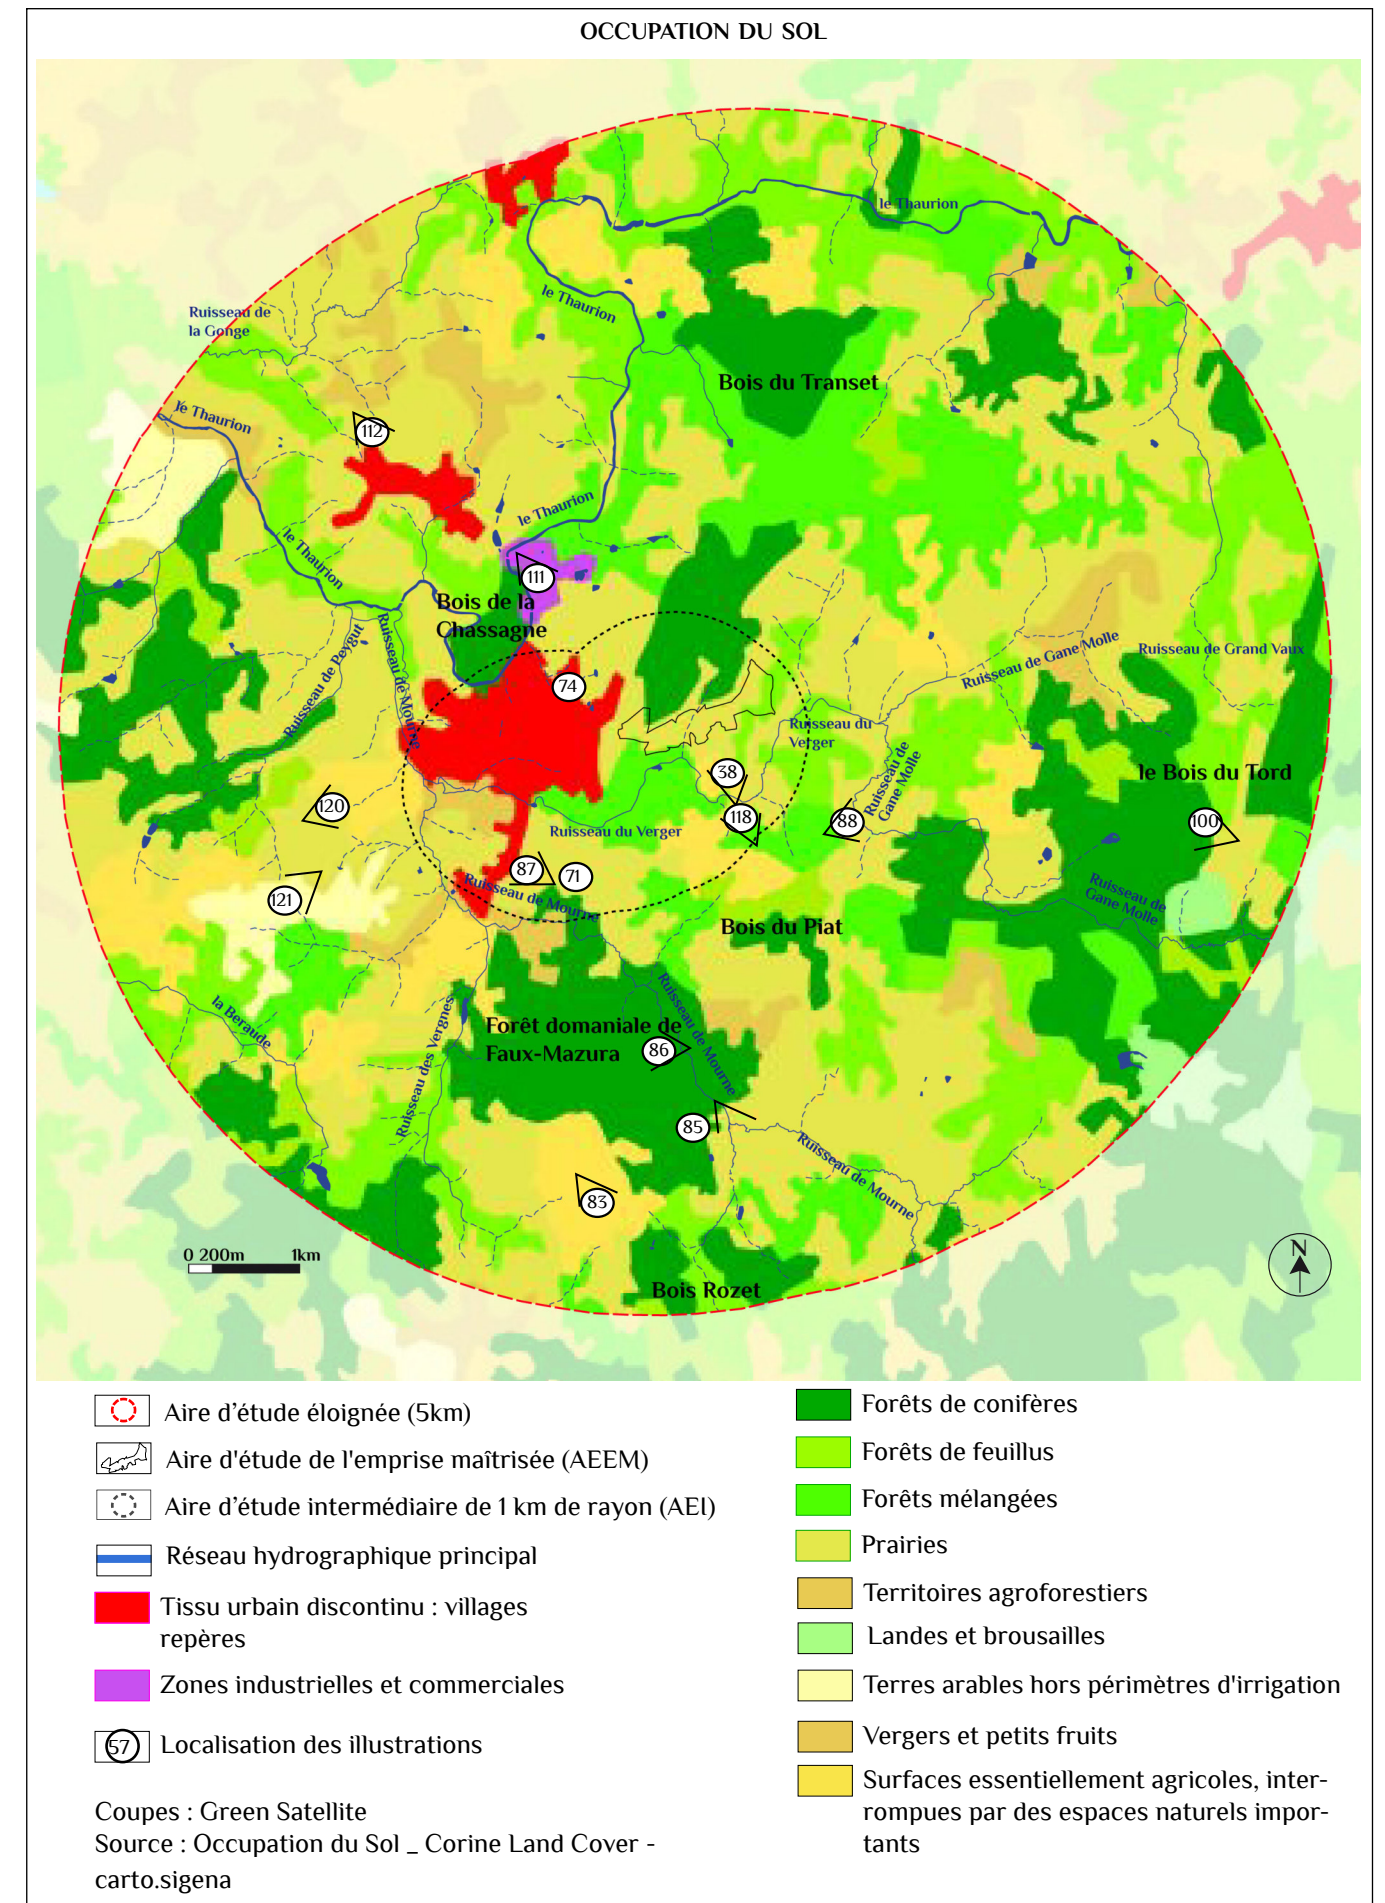 OCCUPATION DU SOL
le Thaurion
Ruisseau de
la Gonge
le Thaurion
Bois du Transet
le Thaurion
112
le Thaurion
le Thaurion
111
Bois de la
Chassagne
Ruisseau de Peygut
Ruisseau de Mourne
Ruisseau de Gane Molle
Ruisseau de Grand Vaux
74
Ruisseau du
Verger
Ruisseau de
Gane Molle
38
le Bois du Tord
120
118
88
100
Ruisseau du Verger
87
71
Ruisseau de Mourne
121
Ruisseau de
Gane Molle
Bois du Piat
la Beraude
Ruisseau des Vergnes
Forêt domaniale de
Faux-Mazura
86
Ruisseau de Mourne
85
Ruisseau de Mourne
83
0 200m 1km
N
Bois Rozet
Aire d’étude éloignée (5km)
Aire d'étude de l'emprise maîtrisée (AEEM)
Aire d’étude intermédiaire de 1 km de rayon (AEI)
Réseau hydrographique principal
Tissu urbain discontinu : villages
repères
Zones industrielles et commerciales
57 Localisation des illustrations
Coupes : Green Satellite
Source : Occupation du Sol _ Corine Land Cover -
carto.sigena
Forêts de conifères
Forêts de feuillus
Forêts mélangées
Prairies
Territoires agroforestiers
Landes et brousailles
Terres arables hors périmètres d'irrigation
Vergers et petits fruits
Surfaces essentiellement agricoles, inter-
rompues par des espaces naturels impor-
tants